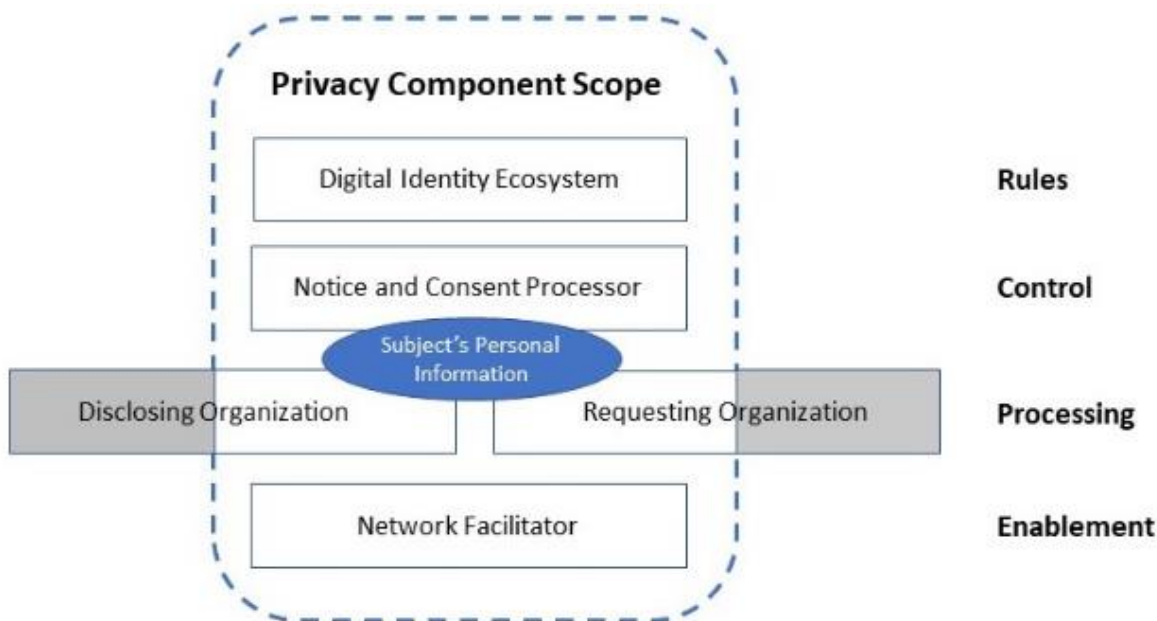 Privacy Component Scope
Digital Identity Ecosystem
Rules
Notice and Consent Processor
Control
Subject's Personal
Information
Disclosing Organization
Requesting Organization
Processing
Network Facilitator
Enablement